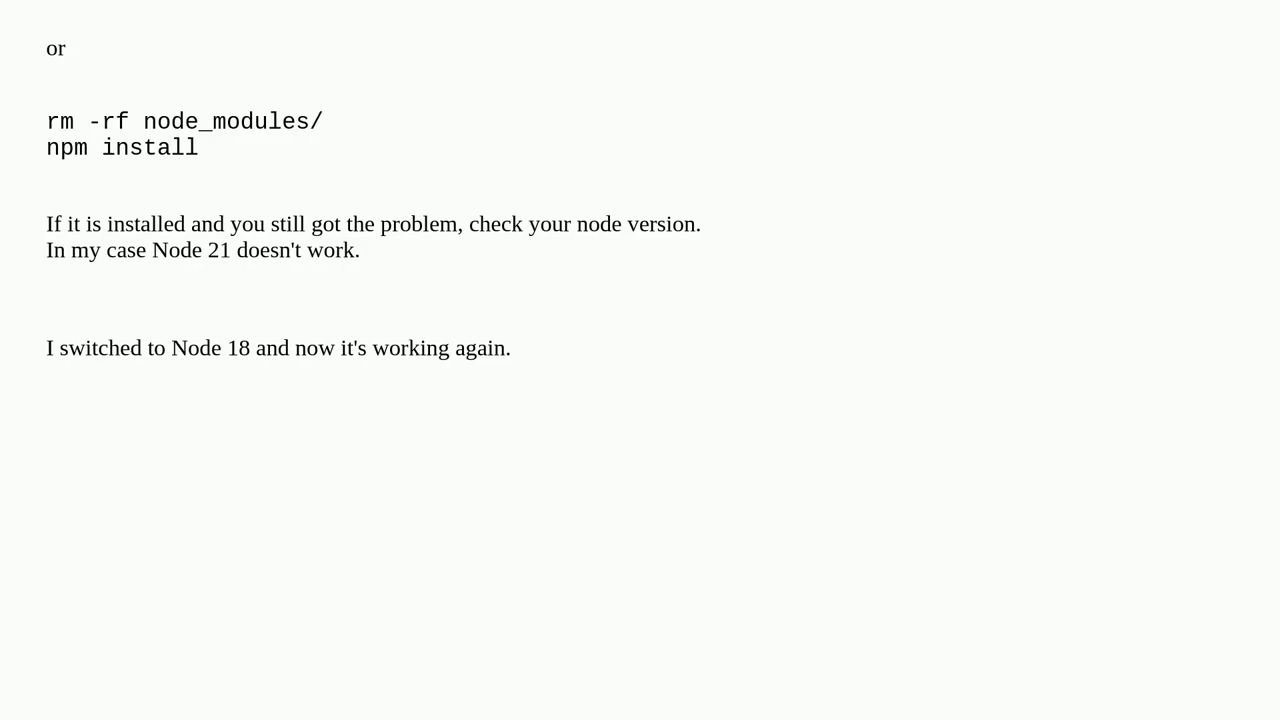 or
rm -rf node_modules/
npm install
If it is installed and you still got the problem, check your node version.
In my case Node 21 doesn't work.
I switched to Node 18 and now it's working again.